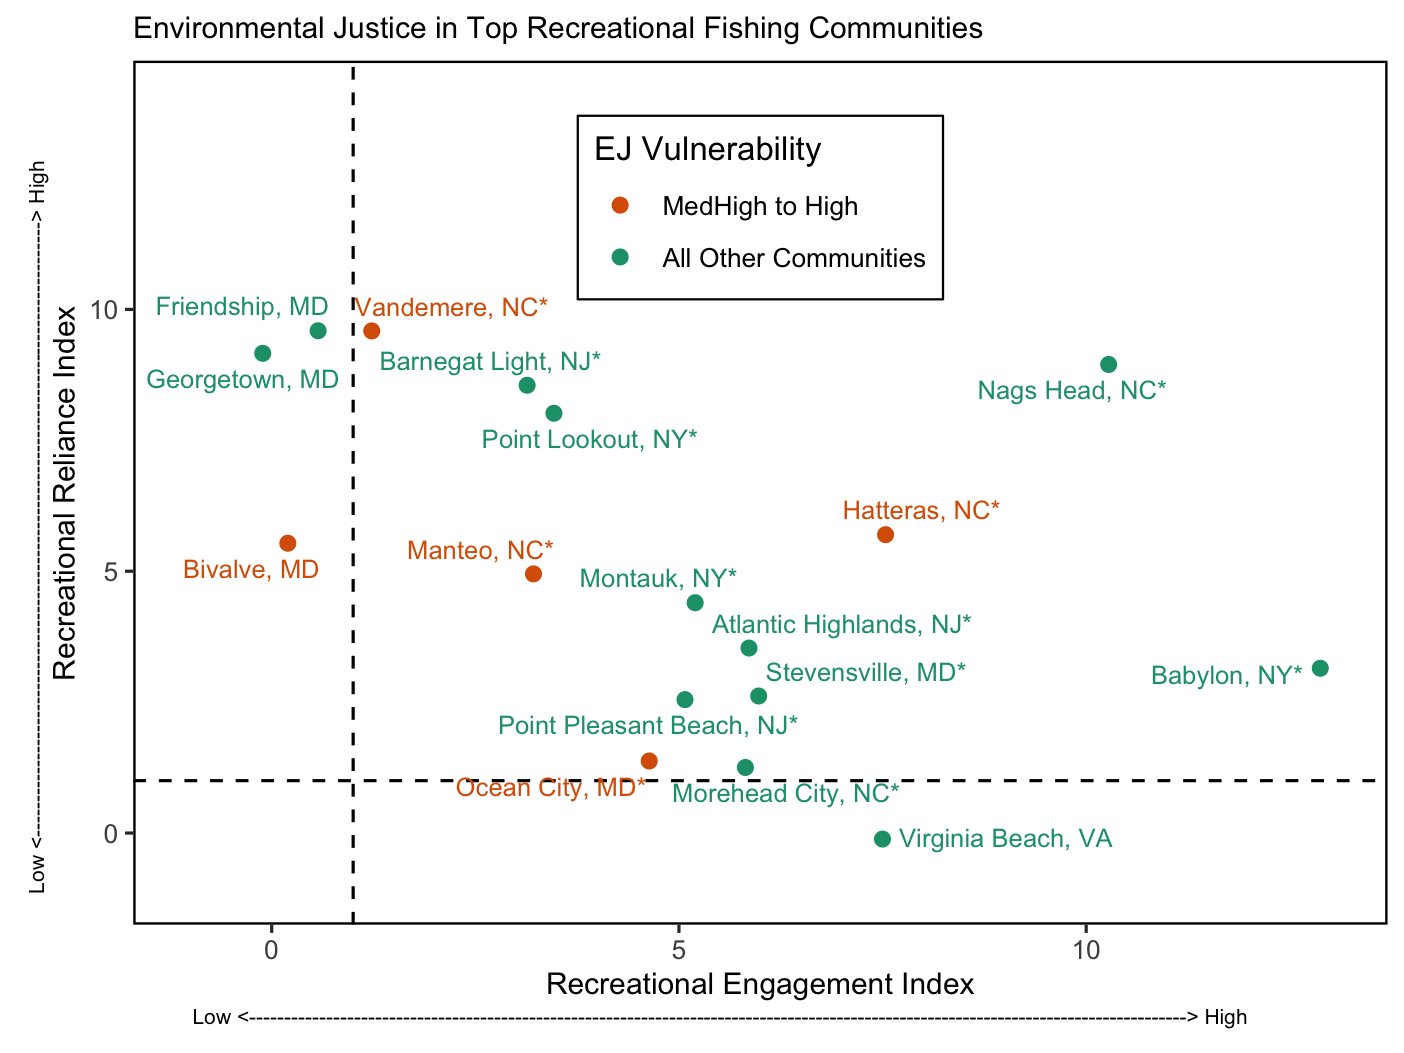 Environmental Justice in Top Recreational Fishing Communities
EJ Vulnerability
MedHigh to High
All Other Communities
Friendship, MD
Vandemere, NC*
Georgetown, MD
Barnegat Light, NJ*
Point Lookout, NY*
Nags Head, NC*
Hatteras, NC*
Bivalve, MD
Manteo, NC*
Montauk, NY*
Atlantic Highlands, NJ*
Stevensville, MD*
Babylon, NY*
Point Pleasant Beach, NJ*
Ocean City, MD*
Morehead City, NC*
Virginia Beach, VA
10
5
0
Recreational Reliance Index
Low <--------------------------------------------------------------------------------> High
0
5
10
Recreational Engagement Index
Low <--------------------------------------------------------------------------------------------------------------------------------------> High